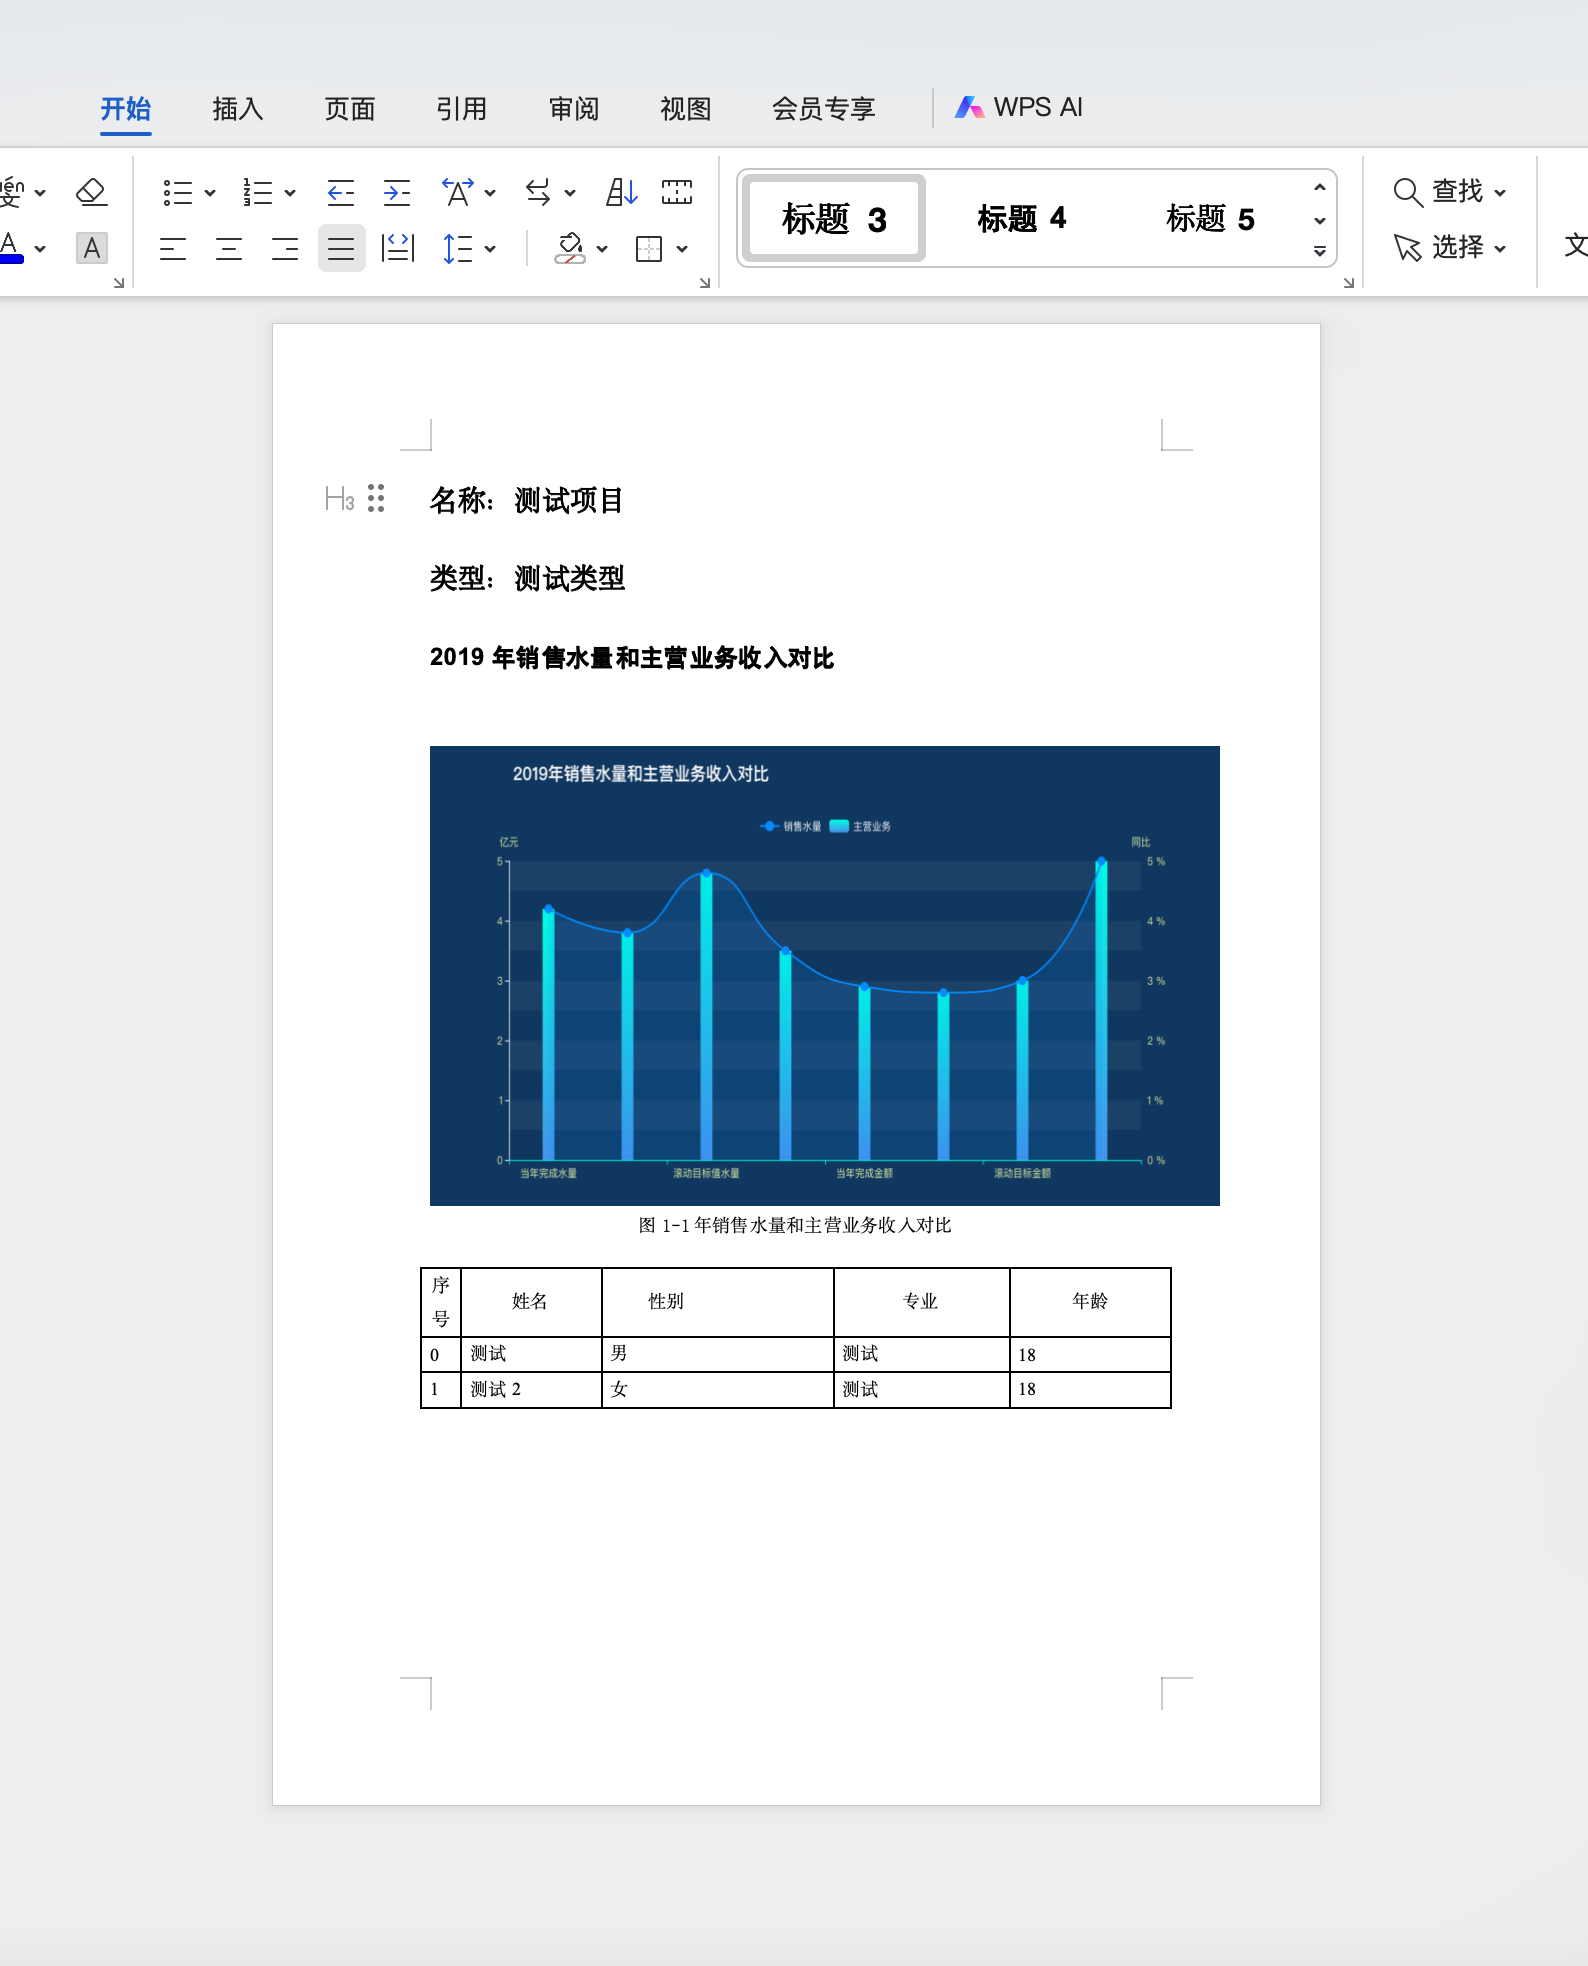 开始 插入 页面 引用 审阅 视图 会员专享 WPS AI
标题 3 标题 4 标题 5 查找
选择
H3 名称：测试项目
类型：测试类型
2019 年销售水量和主营业务收入对比
2019年销售水量和主营业务收入对比
销售水量 主营业务
亿元 同比
5 5 %
4 4 %
3 3 %
2 2 %
1 1 %
0 0 %
当年完成水量 滚动目标值水量 当年完成金额 滚动目标金额
图 1-1 年销售水量和主营业务收入对比
序号 姓名 性别 专业 年龄
0 测试 男 测试 18
1 测试 2 女 测试 18